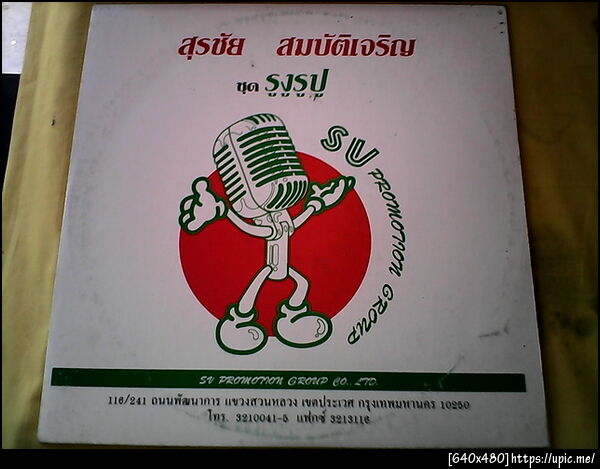 สุรชัย สมบัติเจริญ
ชุด รูงูรูปู
SV PROMOTION GROUP
SV PROMOTION GROUP CO., LTD.
116/241 ถนนพัฒนาการ แขวงสวนหลวง เขตประเวศ กรุงเทพมหานคร 10250
โทร. 3210041-5 แฟกซ์ 3213116
[640x480]https://upic.me/